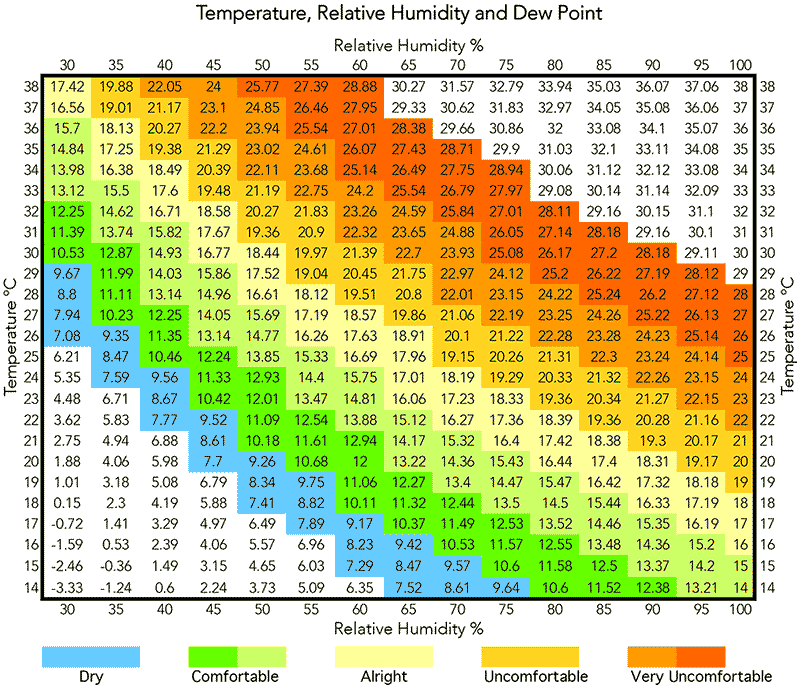 Temperature, Relative Humidity and Dew Point
Relative Humidity %
30 35 40 45 50 55 60 65 70 75 80 85 90 95 100
38 17.42 19.88 22.05 24 25.77 27.39 28.88 30.27 31.57 32.79 33.94 35.03 36.07 37.06 38 38
37 16.56 19.01 21.17 23.1 24.85 26.46 27.95 29.33 30.62 31.83 32.97 34.05 35.08 36.06 37 37
36 15.7 18.13 20.27 22.2 23.94 25.54 27.01 28.38 29.66 30.86 32 33.08 34.1 35.07 36 36
35 14.84 17.25 19.38 21.29 23.02 24.61 26.07 27.43 28.71 29.9 31.03 32.1 33.11 34.08 35 35
34 13.98 16.38 18.49 20.39 22.11 23.68 25.14 26.49 27.75 28.94 30.06 31.12 32.12 33.08 34 34
33 13.12 15.5 17.6 19.48 21.19 22.75 24.2 25.54 26.79 27.97 29.08 30.14 31.14 32.09 33 33
32 12.25 14.62 16.71 18.58 20.27 21.83 23.26 24.59 25.84 27.01 28.11 29.16 30.15 31.1 32 32
31 11.39 13.74 15.82 17.67 19.36 20.9 22.32 23.65 24.88 26.05 27.14 28.18 29.16 30.1 31 31
30 10.53 12.87 14.93 16.77 18.44 19.97 21.39 22.7 23.93 25.08 26.17 27.2 28.18 29.11 30 30
29 9.67 11.99 14.03 15.86 17.52 19.04 20.45 21.75 22.97 24.12 25.2 26.22 27.19 28.12 29 29
28 8.8 11.11 13.14 14.96 16.61 18.12 19.51 20.8 22.01 23.15 24.22 25.24 26.2 27.12 28 28
27 7.94 10.23 12.25 14.05 15.69 17.19 18.57 19.86 21.06 22.19 23.25 24.26 25.22 26.13 27 27
26 7.08 9.35 11.35 13.14 14.77 16.26 17.63 18.91 20.1 21.22 22.28 23.28 24.23 25.14 26 26
25 6.21 8.47 10.46 12.24 13.85 15.33 16.69 17.96 19.15 20.26 21.31 22.3 23.24 24.14 25 25
24 5.35 7.59 9.56 11.33 12.93 14.4 15.75 17.01 18.19 19.29 20.33 21.32 22.26 23.15 24 24
23 4.48 6.71 8.67 10.42 12.01 13.47 14.81 16.06 17.23 18.33 19.36 20.34 21.27 22.15 23 23
22 3.62 5.83 7.77 9.52 11.09 12.54 13.88 15.12 16.27 17.36 18.39 19.36 20.28 21.16 22 22
21 2.75 4.94 6.88 8.61 10.18 11.61 12.94 14.17 15.32 16.4 17.42 18.38 19.3 20.17 21 21
20 1.88 4.06 5.98 7.7 9.26 10.68 12 13.22 14.36 15.43 16.44 17.4 18.31 19.17 20 20
19 1.01 3.18 5.08 6.79 8.34 9.75 11.06 12.27 13.4 14.47 15.47 16.42 17.32 18.18 19 19
18 0.15 2.3 4.19 5.88 7.41 8.82 10.11 11.32 12.44 13.5 14.5 15.44 16.33 17.19 18 18
17 -0.72 1.41 3.29 4.97 6.49 7.89 9.17 10.37 11.49 12.53 13.52 14.46 15.35 16.19 17 17
16 -1.59 0.53 2.39 4.06 5.57 6.96 8.23 9.42 10.53 11.57 12.55 13.48 14.36 15.2 16 16
15 -2.46 -0.36 1.49 3.15 4.65 6.03 7.29 8.47 9.57 10.6 11.58 12.5 13.37 14.2 15 15
14 -3.33 -1.24 0.6 2.24 3.73 5.09 6.35 7.52 8.61 9.64 10.6 11.52 12.38 13.21 14 14
30 35 40 45 50 55 60 65 70 75 80 85 90 95 100
Relative Humidity %
Temperature °C
Temperature °C
Dry Comfortable Alright Uncomfortable Very Uncomfortable